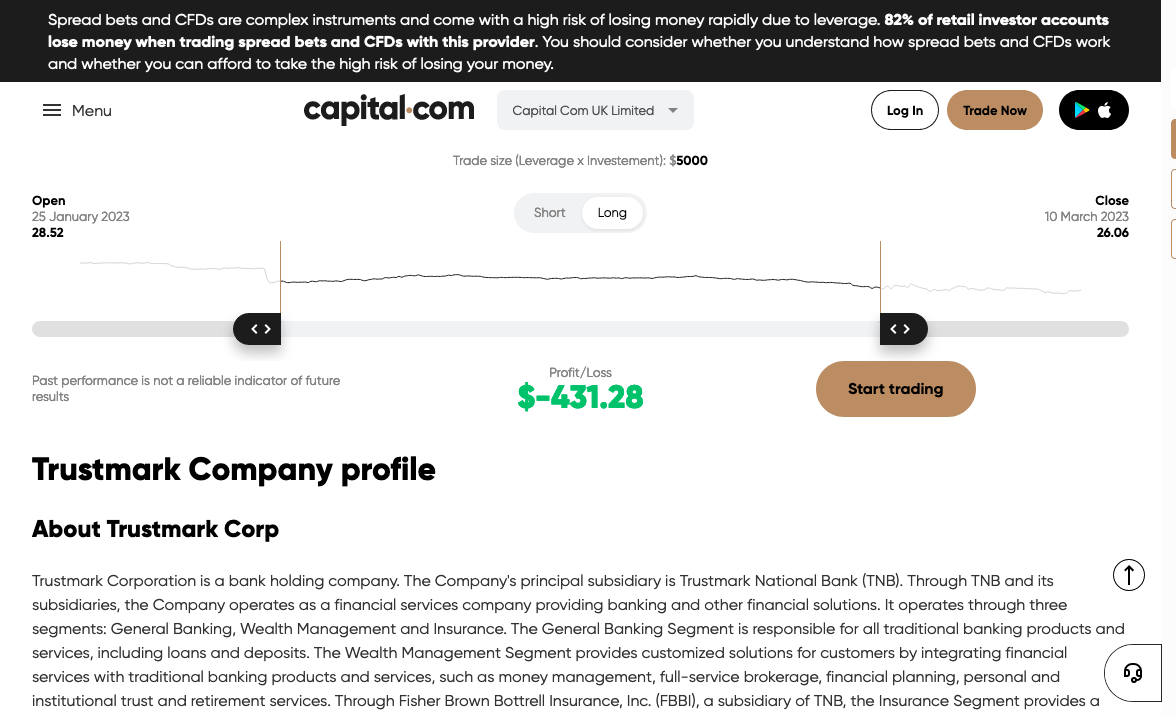 Spread bets and CFDs are complex instruments and come with a high risk of losing money rapidly due to leverage. 82% of retail investor accounts
lose money when trading spread bets and CFDs with this provider. You should consider whether you understand how spread bets and CFDs work
and whether you can afford to take the high risk of losing your money.
Menu
capital.com
Capital Com UK Limited
Log In
Trade Now
Trade size (Leverage x Investement): $5000
Open
25 January 2023
28.52
Short
Long
Close
10 March 2023
26.06
Past performance is not a reliable indicator of future
results
Profit/Loss
$-431.28
Start trading
Trustmark Company profile
About Trustmark Corp
Trustmark Corporation is a bank holding company. The Company's principal subsidiary is Trustmark National Bank (TNB). Through TNB and its
subsidiaries, the Company operates as a financial services company providing banking and other financial solutions. It operates through three
segments: General Banking, Wealth Management and Insurance. The General Banking Segment is responsible for all traditional banking products and
services, including loans and deposits. The Wealth Management Segment provides customized solutions for customers by integrating financial
services with traditional banking products and services, such as money management, full-service brokerage, financial planning, personal and
institutional trust and retirement services. Through Fisher Brown Bottrell Insurance, Inc. (FBBI), a subsidiary of TNB, the Insurance Segment provides a